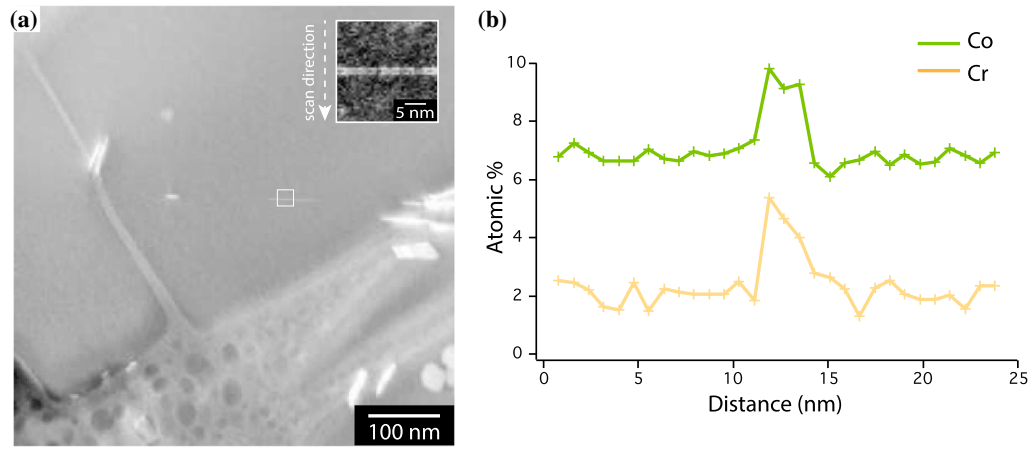 (a)
scan direction
5 nm
100 nm
(b)
Co
Cr
10
8
6
4
2
0
Atomic %
0 5 10 15 20 25
Distance (nm)